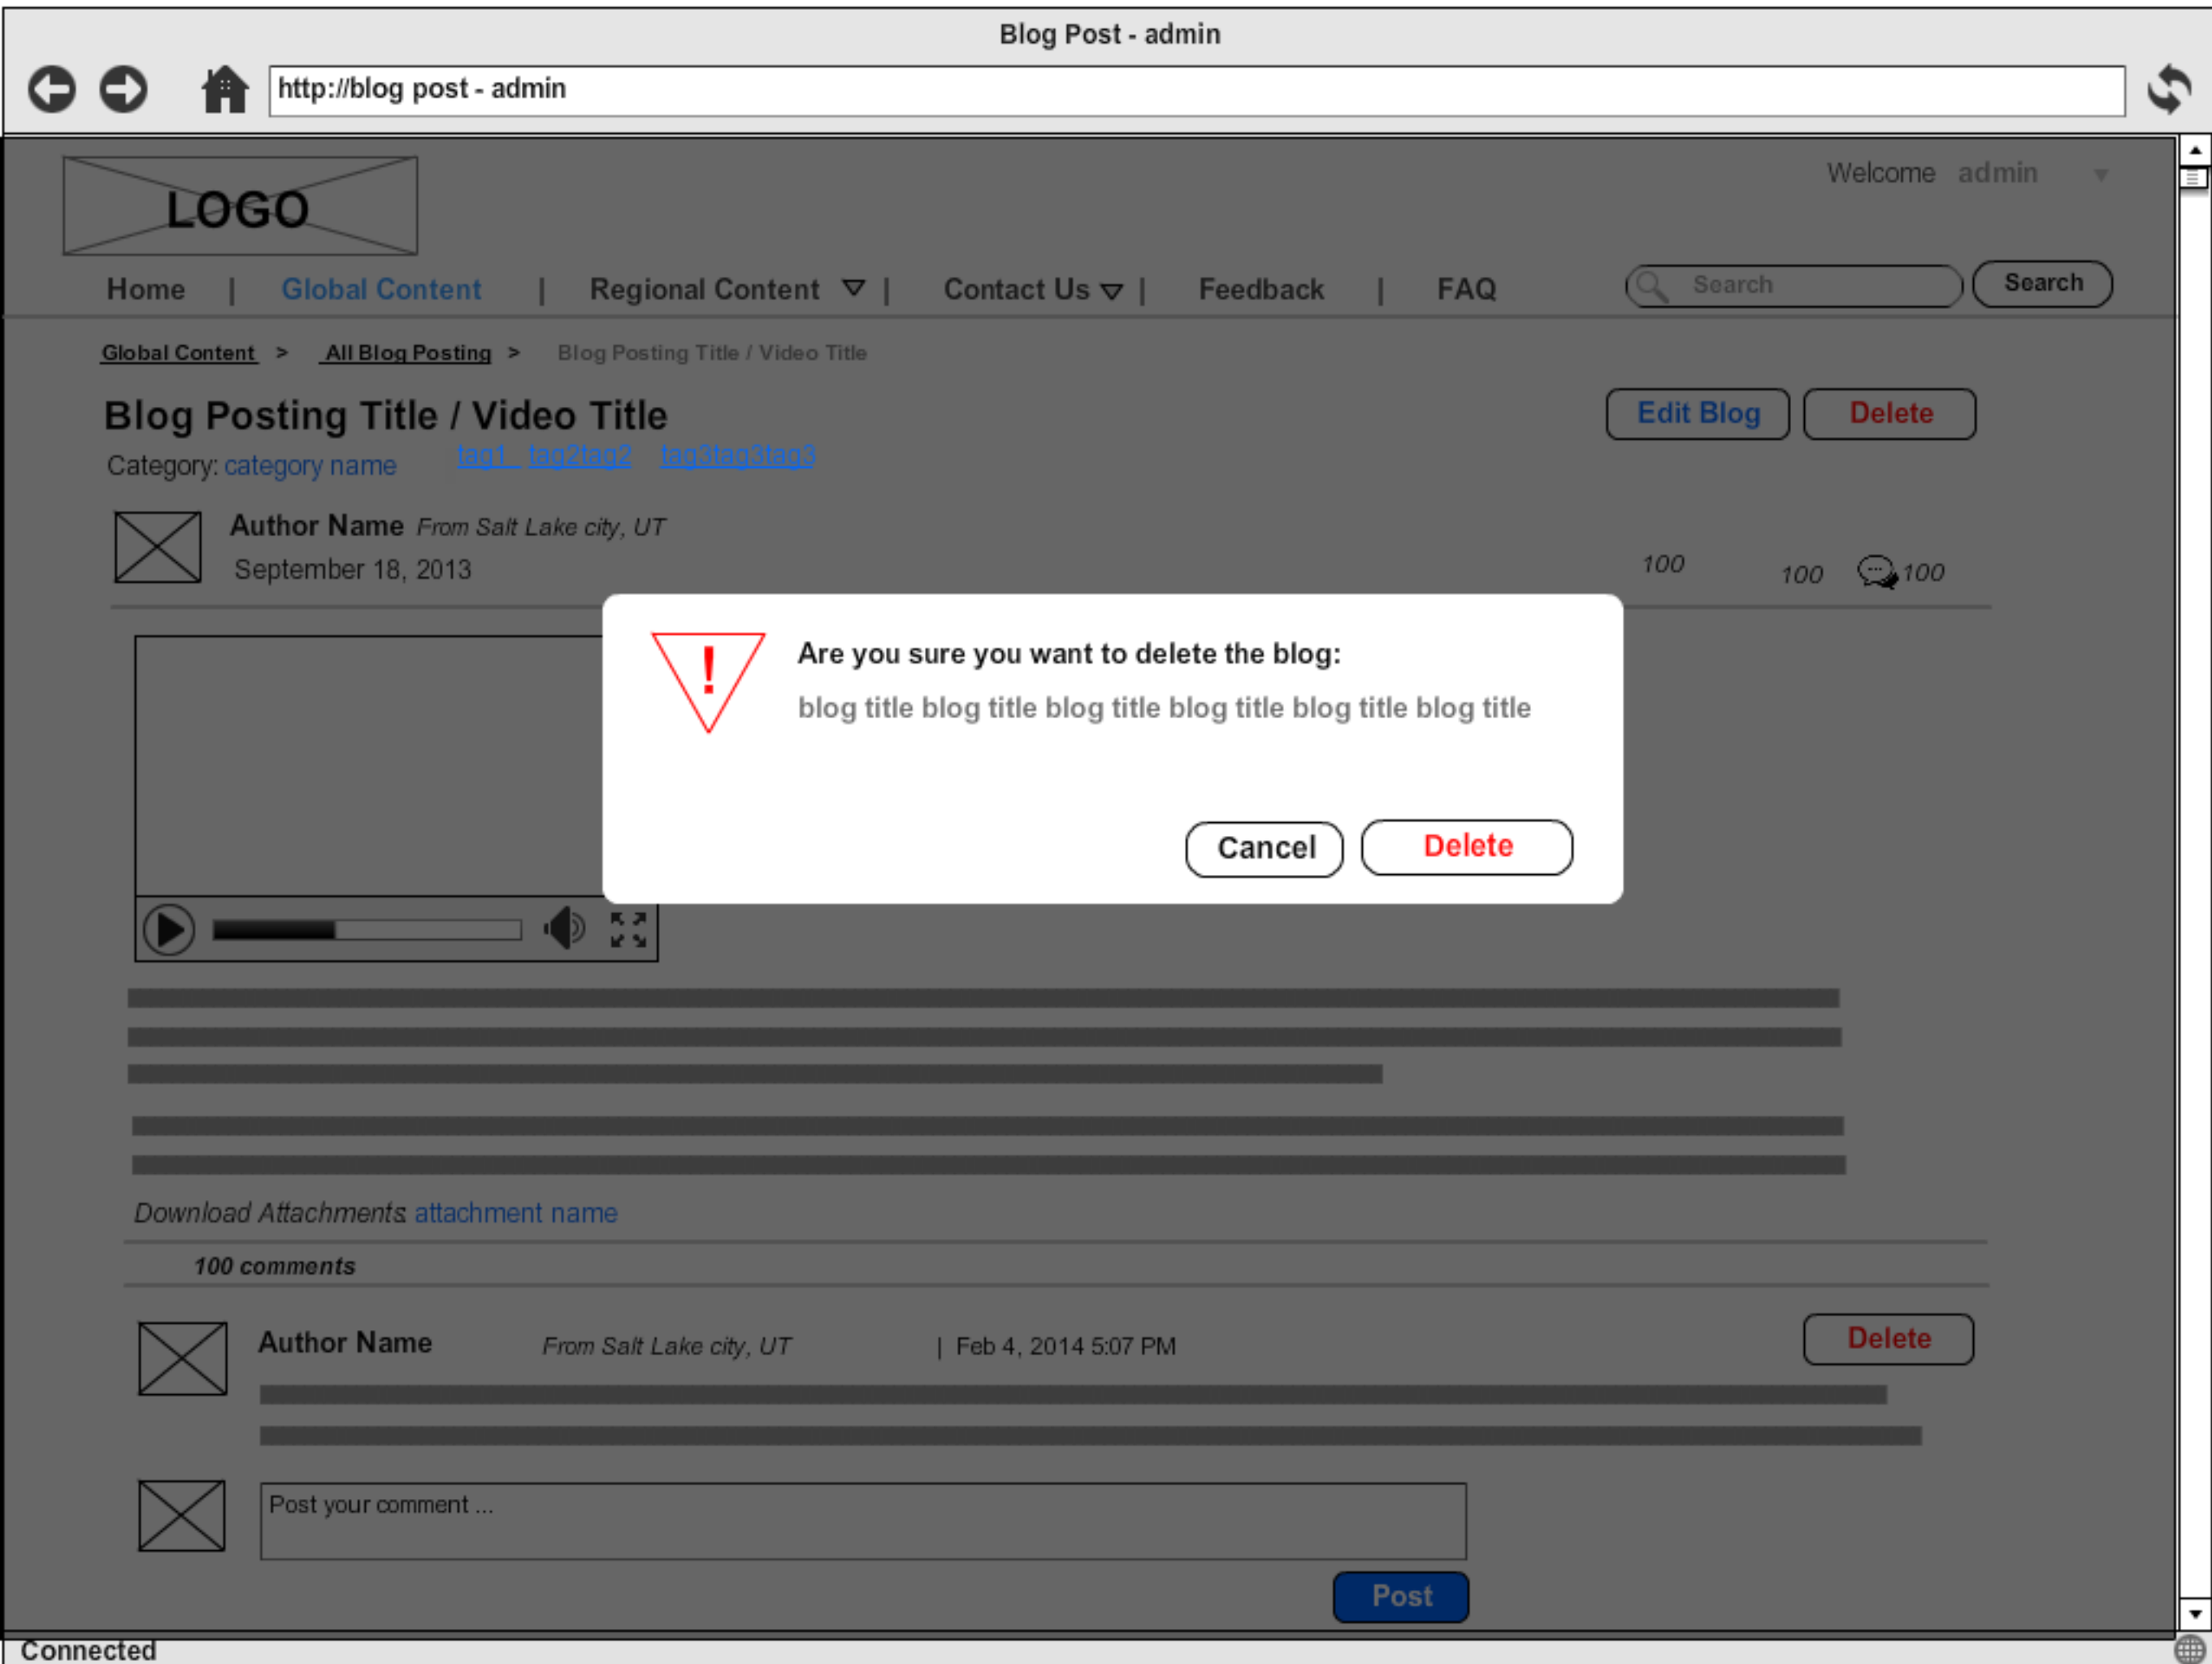 Blog Post - admin
http://blog post - admin
LOGO
Welcome admin
Home | Global Content | Regional Content | Contact Us | Feedback | FAQ
Search
Search
Global Content > All Blog Posting > Blog Posting Title / Video Title
Blog Posting Title / Video Title
Edit Blog
Delete
Category: category name tag1 tag2tag2 tag3tag3tag3
Author Name From Salt Lake city, UT
September 18, 2013
100 100 100
Are you sure you want to delete the blog:
blog title blog title blog title blog title blog title blog title
Cancel
Delete
Download Attachments: attachment name
100 comments
Author Name From Salt Lake city, UT | Feb 4, 2014 5:07 PM
Delete
Post your comment ...
Post
Connected